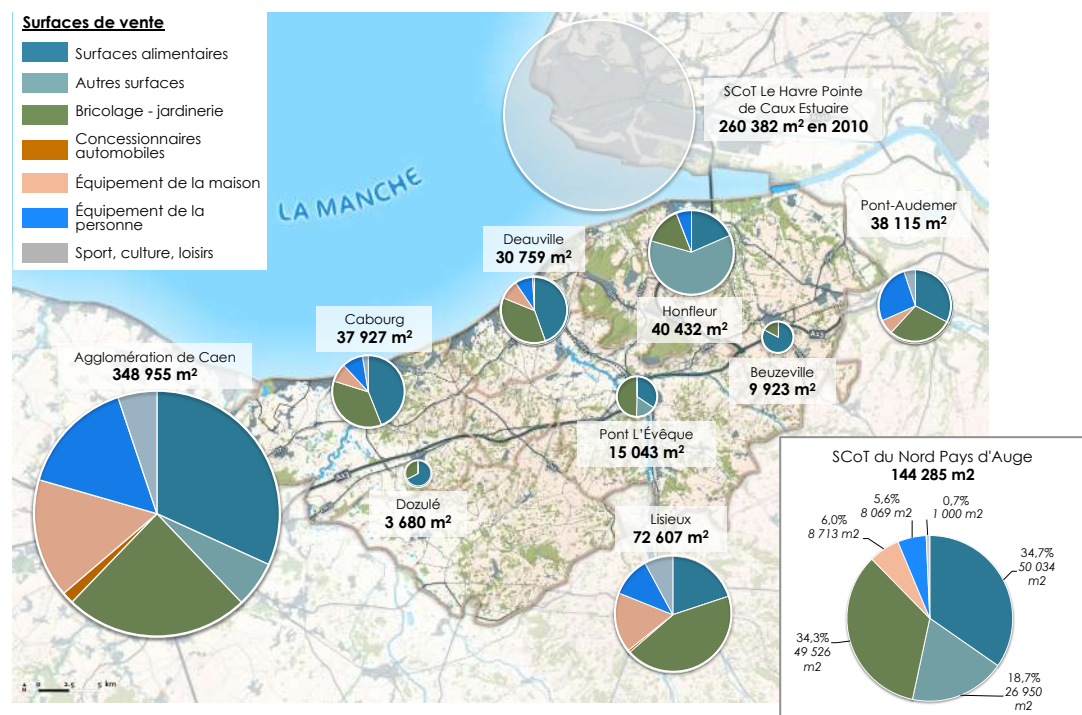 Surfaces de vente
Surfaces alimentaires
Autres surfaces
Bricolage - jardinerie
Concessionnaires
automobiles
Équipement de la maison
Équipement de la
personne
Sport, culture, loisirs
LA MANCHE
SCoT Le Havre Pointe
de Caux Estuaire
260 382 m² en 2010
Pont-Audemer
38 115 m²
Deauville
30 759 m²
Honfleur
40 432 m²
Cabourg
37 927 m²
Agglomération de Caen
348 955 m²
Beuzeville
9 923 m²
Pont L'Évêque
15 043 m²
Dozulé
3 680 m²
Lisieux
72 607 m²
SCoT du Nord Pays d'Auge
144 285 m2
0,7%
1 000 m2
5,6%
8 069 m2
6,0%
8 713 m2
34,7%
50 034
m2
34,3%
49 526
m2
18,7%
26 950
m2
N 0 2,5 5 km